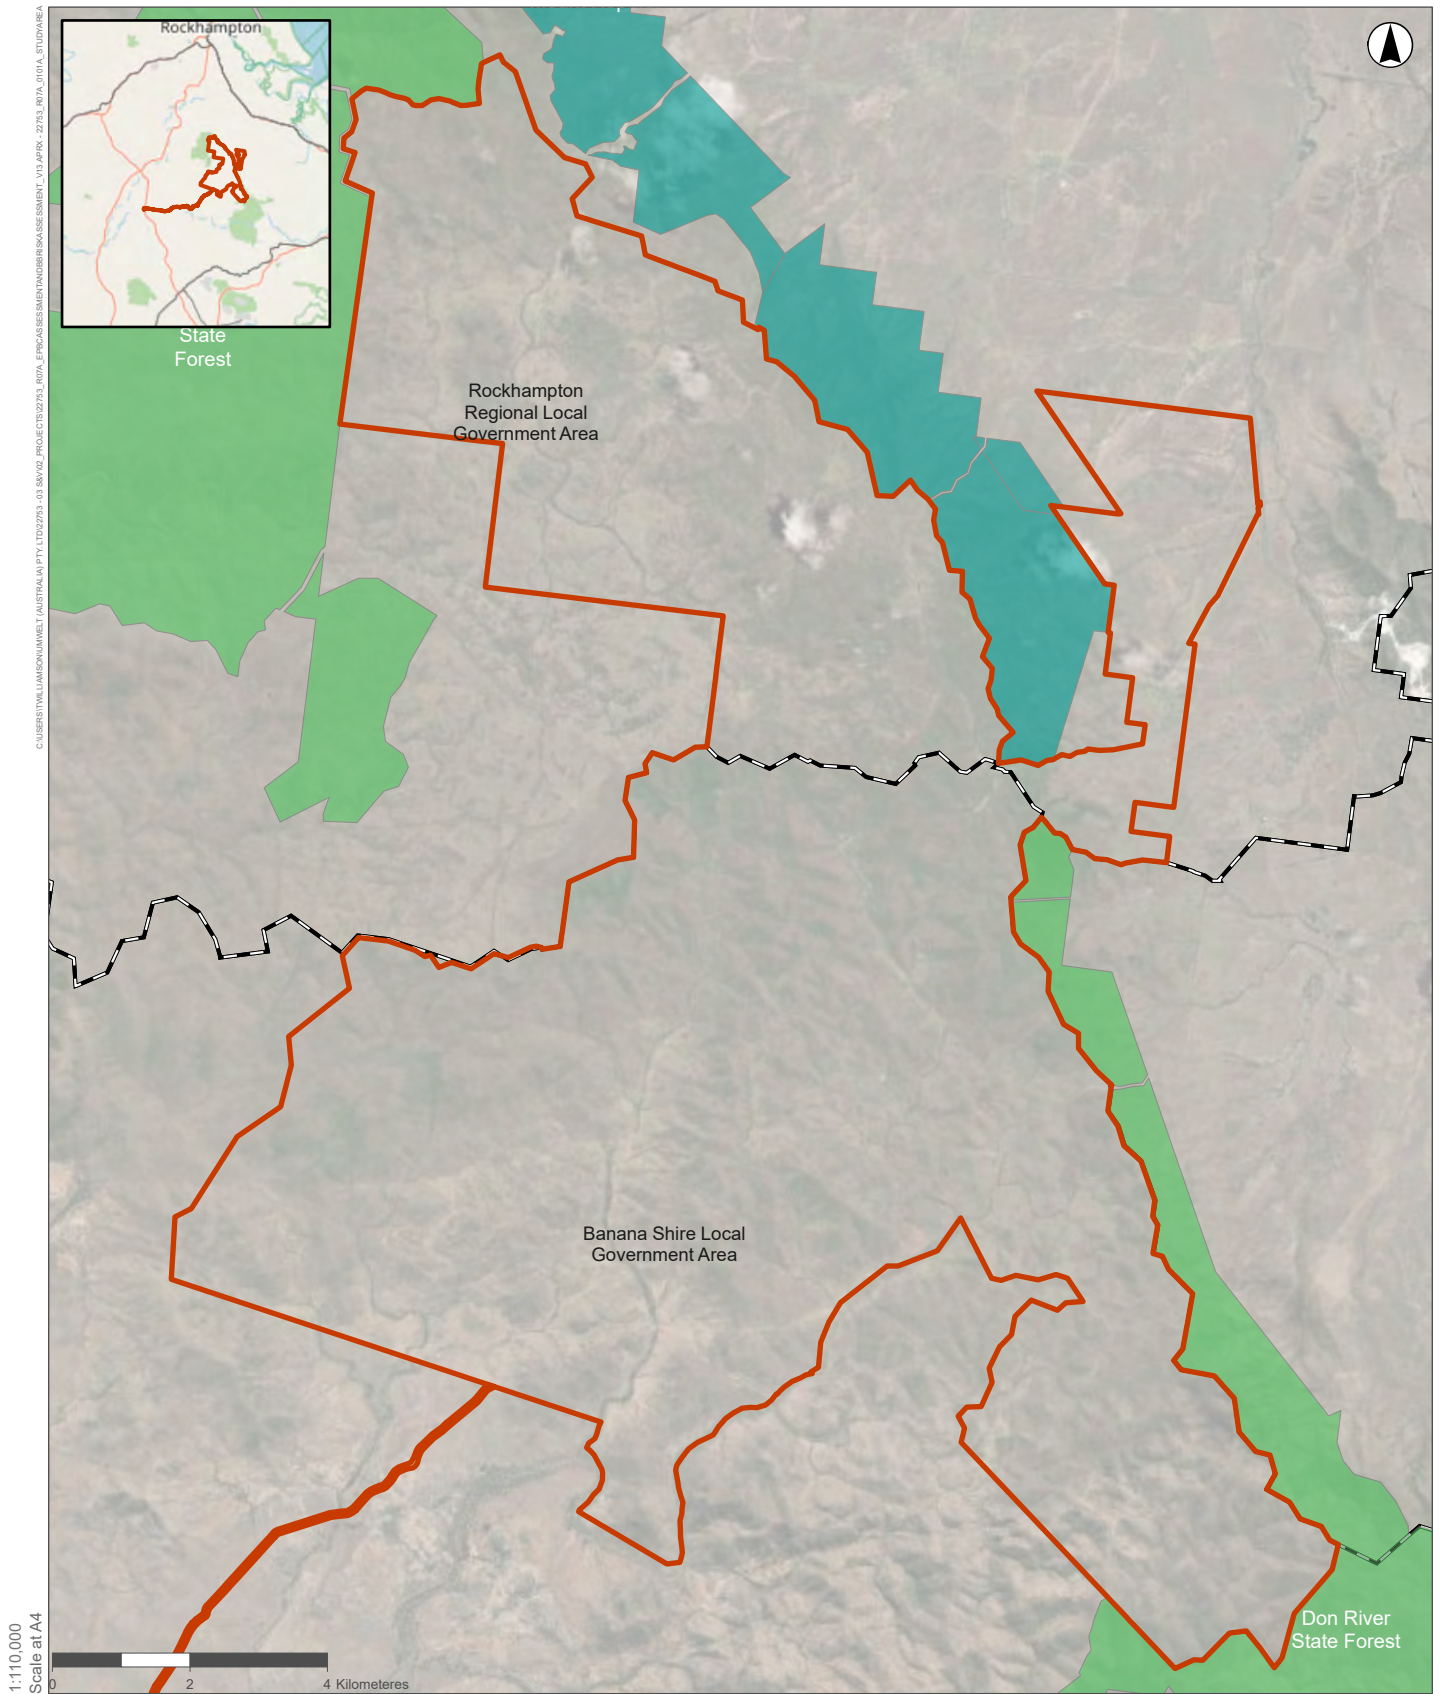 Rockhampton
State
Forest
Rockhampton
Regional Local
Government Area
Banana Shire Local
Government Area
Don River
State Forest
0
2
4 Kilometeres
1:110,000
Scale at A4